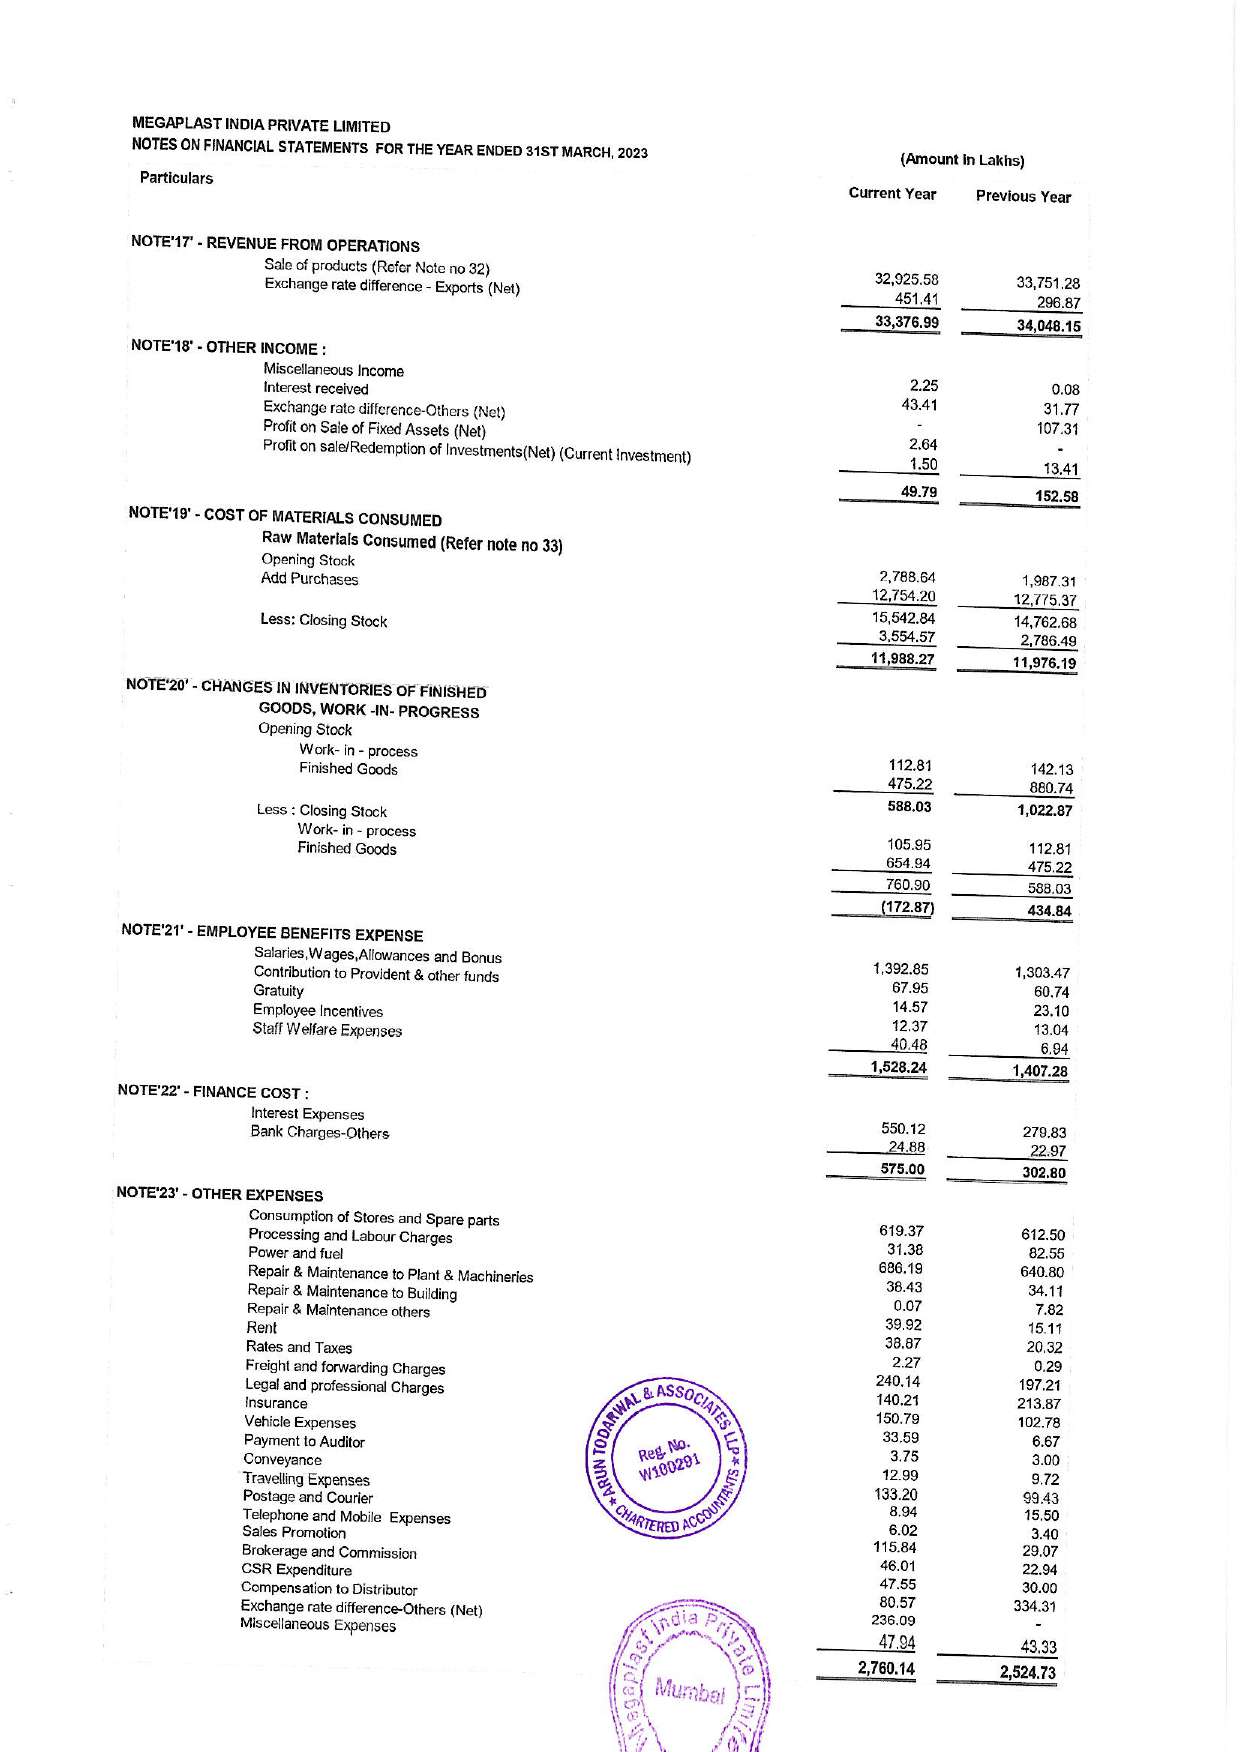 MEGAPLAST INDIA PRIVATE LIMITED
NOTES ON FINANCIAL STATEMENTS FOR THE YEAR ENDED 31ST MARCH, 2023
(Amount in Lakhs)
Particulars Current Year Previous Year
NOTE'17' - REVENUE FROM OPERATIONS
Sale of products (Refer Note no 32) 32,925.58 33,751.28
Exchange rate difference - Exports (Net) 451.41 296.87
33,376.99 34,048.15
NOTE'18' - OTHER INCOME :
Miscellaneous Income 2.25 0.08
Interest received 43.41 31.77
Exchange rate difference-Others (Net) - 107.31
Profit on Sale of Fixed Assets (Net) 2.64 -
Profit on sale/Redemption of Investments(Net) (Current Investment) 1.50 13.41
49.79 152.58
NOTE'19' - COST OF MATERIALS CONSUMED
Raw Materials Consumed (Refer note no 33)
Opening Stock 2,788.64 1,987.31
Add Purchases 12,754.20 12,775.37
15,542.84 14,762.68
Less: Closing Stock 3,554.57 2,786.49
11,988.27 11,976.19
NOTE'20' - CHANGES IN INVENTORIES OF FINISHED
GOODS, WORK -IN- PROGRESS
Opening Stock
Work- in - process 112.81 142.13
Finished Goods 475.22 880.74
588.03 1,022.87
Less : Closing Stock
Work- in - process 105.95 112.81
Finished Goods 654.94 475.22
760.90 588.03
(172.87) 434.84
NOTE'21' - EMPLOYEE BENEFITS EXPENSE
Salaries,Wages,Allowances and Bonus 1,392.85 1,303.47
Contribution to Provident & other funds 67.95 60.74
Gratuity 14.57 23.10
Employee Incentives 12.37 13.04
Staff Welfare Expenses 40.48 6.94
1,528.24 1,407.28
NOTE'22' - FINANCE COST :
Interest Expenses 550.12 279.83
Bank Charges-Others 24.88 22.97
575.00 302.80
NOTE'23' - OTHER EXPENSES
Consumption of Stores and Spare parts 619.37 612.50
Processing and Labour Charges 31.38 82.55
Power and fuel 686.19 640.80
Repair & Maintenance to Plant & Machineries 38.43 34.11
Repair & Maintenance to Building 0.07 7.82
Repair & Maintenance others 39.92 15.11
Rent 38.87 20.32
Rates and Taxes 2.27 0.29
Freight and forwarding Charges 240.14 197.21
Legal and professional Charges 140.21 213.87
Insurance 150.79 102.78
Vehicle Expenses 33.59 6.67
Payment to Auditor 3.75 3.00
Conveyance 12.99 9.72
Travelling Expenses 133.20 99.43
Postage and Courier 8.94 15.50
Telephone and Mobile Expenses 6.02 3.40
Sales Promotion 115.84 29.07
Brokerage and Commission 46.01 22.94
CSR Expenditure 47.55 30.00
Compensation to Distributor 80.57 334.31
Exchange rate difference-Others (Net) 236.09 -
Miscellaneous Expenses 47.94 43.33
2,760.14 2,524.73
ARUN TODARWAL & ASSOCIATES LLP
★ CHARTERED ACCOUNTANTS ★
Reg. No.
W100291
Megaplast India Private Limite
Mumbai